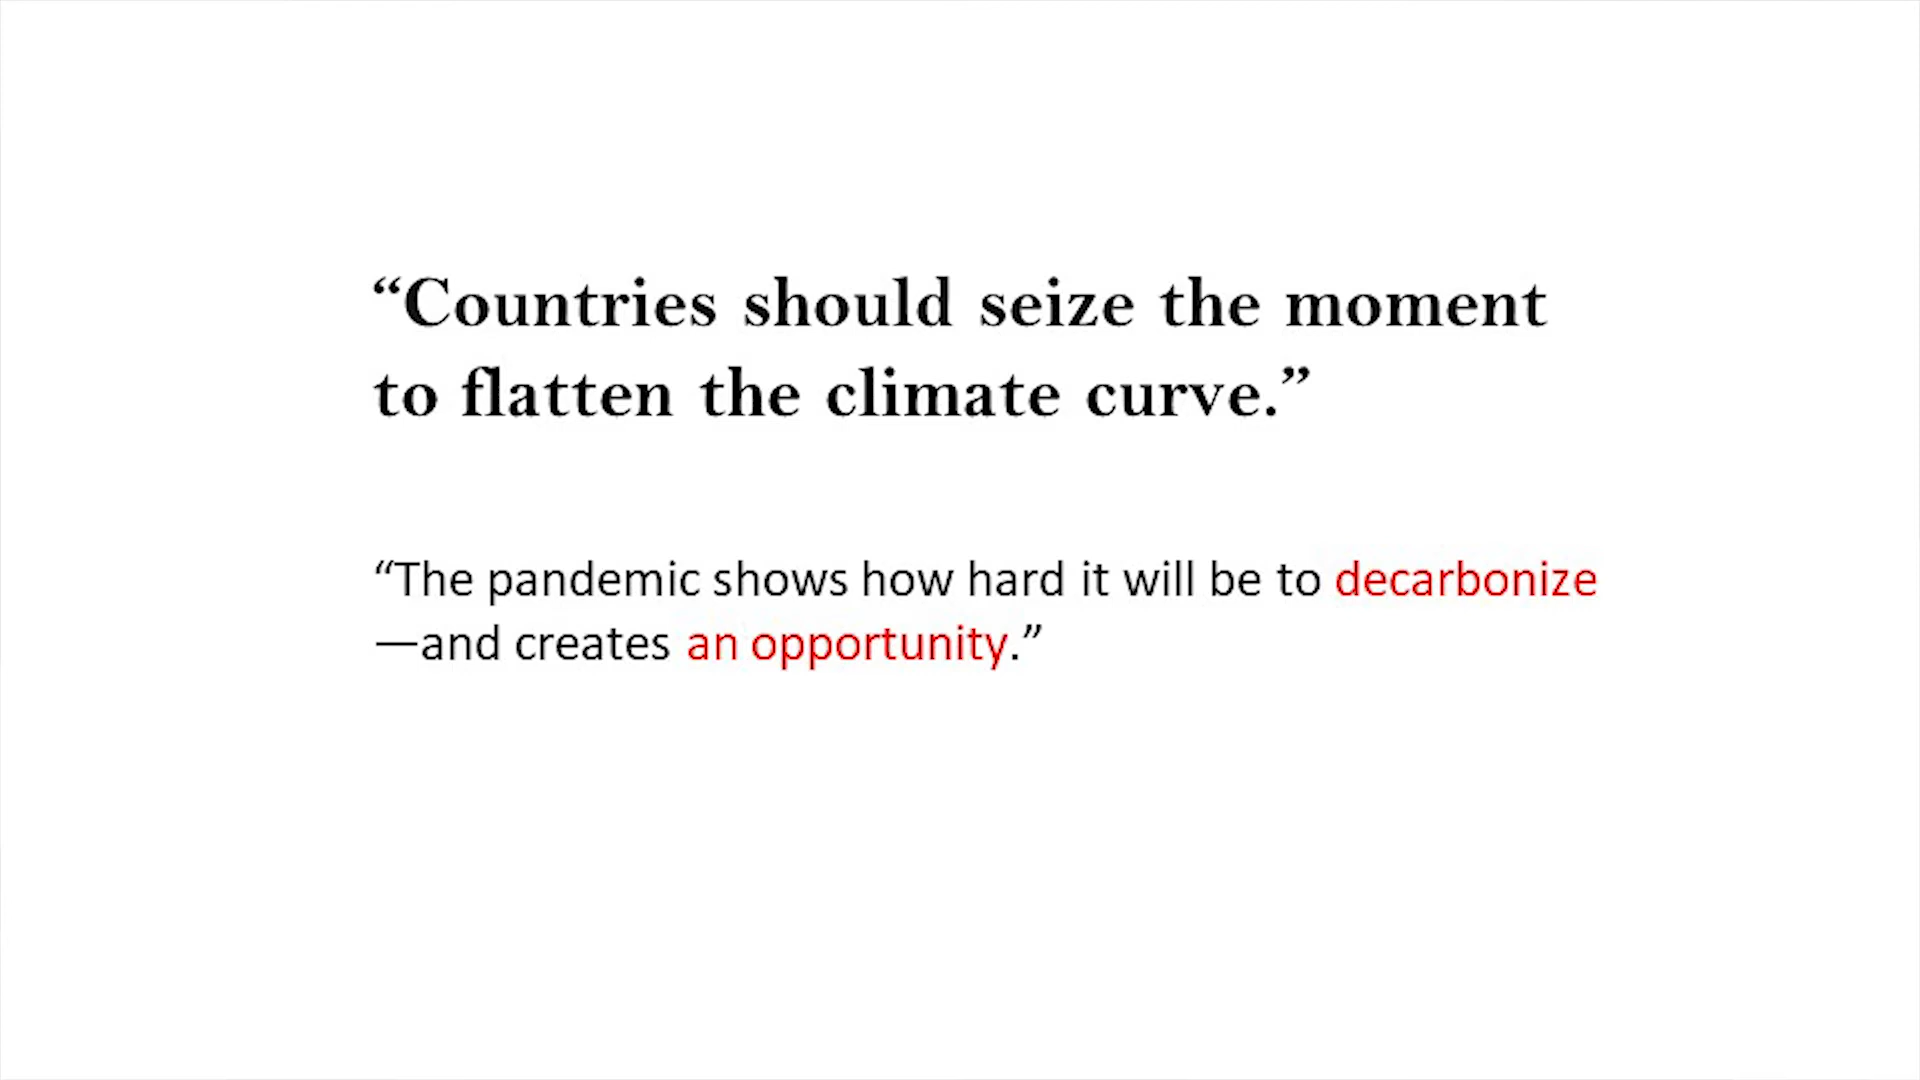 “Countries should seize the moment
to flatten the climate curve.”
“The pandemic shows how hard it will be to decarbonize
—and creates an opportunity.”